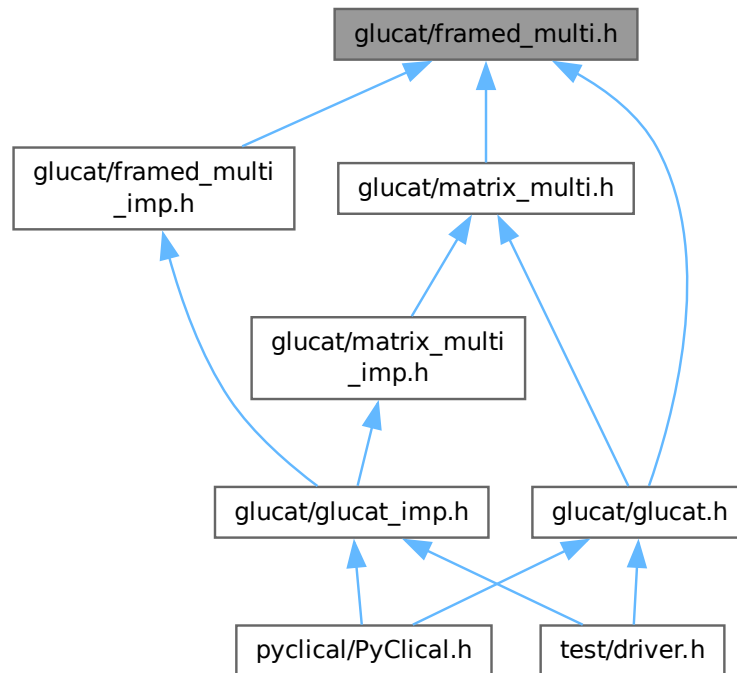 glucat/framed_multi.h
glucat/framed_multi
_imp.h
glucat/matrix_multi.h
glucat/matrix_multi
_imp.h
glucat/glucat_imp.h
glucat/glucat.h
pyclical/PyClical.h
test/driver.h